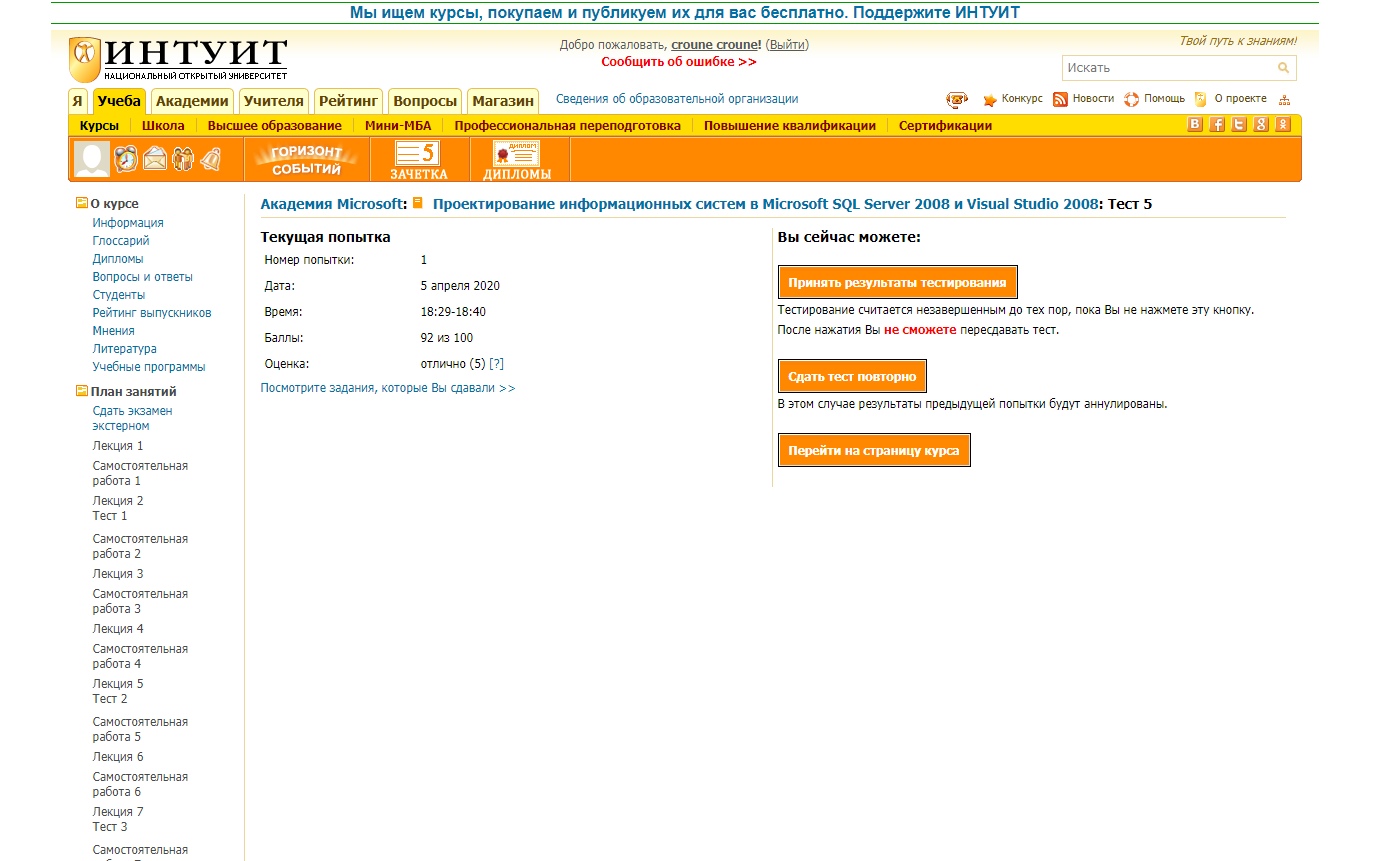 Мы ищем курсы, покупаем и публикуем их для вас бесплатно. Поддержите ИНТУИТ
ИНТУИТ
НАЦИОНАЛЬНЫЙ ОТКРЫТЫЙ УНИВЕРСИТЕТ
Добро пожаловать, croune croune! (Выйти)
Сообщить об ошибке >>
Твой путь к знаниям!
Искать
Я Учеба Академии Учителя Рейтинг Вопросы Магазин Сведения об образовательной организации Конкурс Новости Помощь О проекте
Курсы Школа Высшее образование Мини-МБА Профессиональная переподготовка Повышение квалификации Сертификации
ГОРИЗОНТ
СОБЫТИЙ
5
ЗАЧЕТКА
ДИПЛОМ
ДИПЛОМЫ
О курсе
Информация
Глоссарий
Дипломы
Вопросы и ответы
Студенты
Рейтинг выпускников
Мнения
Литература
Учебные программы
План занятий
Сдать экзамен
экстерном
Лекция 1
Самостоятельная
работа 1
Лекция 2
Тест 1
Самостоятельная
работа 2
Лекция 3
Самостоятельная
работа 3
Лекция 4
Самостоятельная
работа 4
Лекция 5
Тест 2
Самостоятельная
работа 5
Лекция 6
Самостоятельная
работа 6
Лекция 7
Тест 3
Самостоятельная
Академия Microsoft: Проектирование информационных систем в Microsoft SQL Server 2008 и Visual Studio 2008: Тест 5
Текущая попытка
Номер попытки: 1
Дата: 5 апреля 2020
Время: 18:29-18:40
Баллы: 92 из 100
Оценка: отлично (5) [?]
Посмотрите задания, которые Вы сдавали >>
Вы сейчас можете:
Принять результаты тестирования
Тестирование считается незавершенным до тех пор, пока Вы не нажмете эту кнопку.
После нажатия Вы не сможете пересдавать тест.
Сдать тест повторно
В этом случае результаты предыдущей попытки будут аннулированы.
Перейти на страницу курса